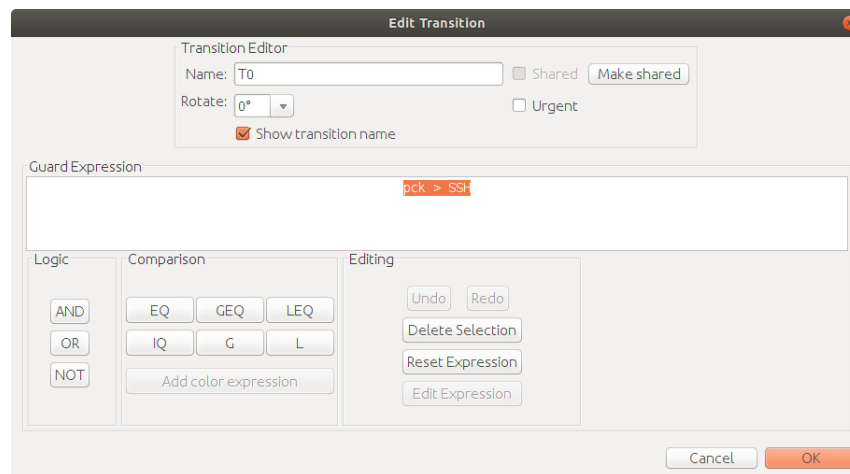 Edit Transition
Transition Editor
Name: T0 Shared Make shared
Rotate: 0° Urgent
Show transition name
Guard Expression
pck > SSH
Logic Comparison Editing
Undo Redo
AND EQ GEQ LEQ
Delete Selection
OR IQ G L
Reset Expression
NOT Add color expression
Edit Expression
Cancel OK